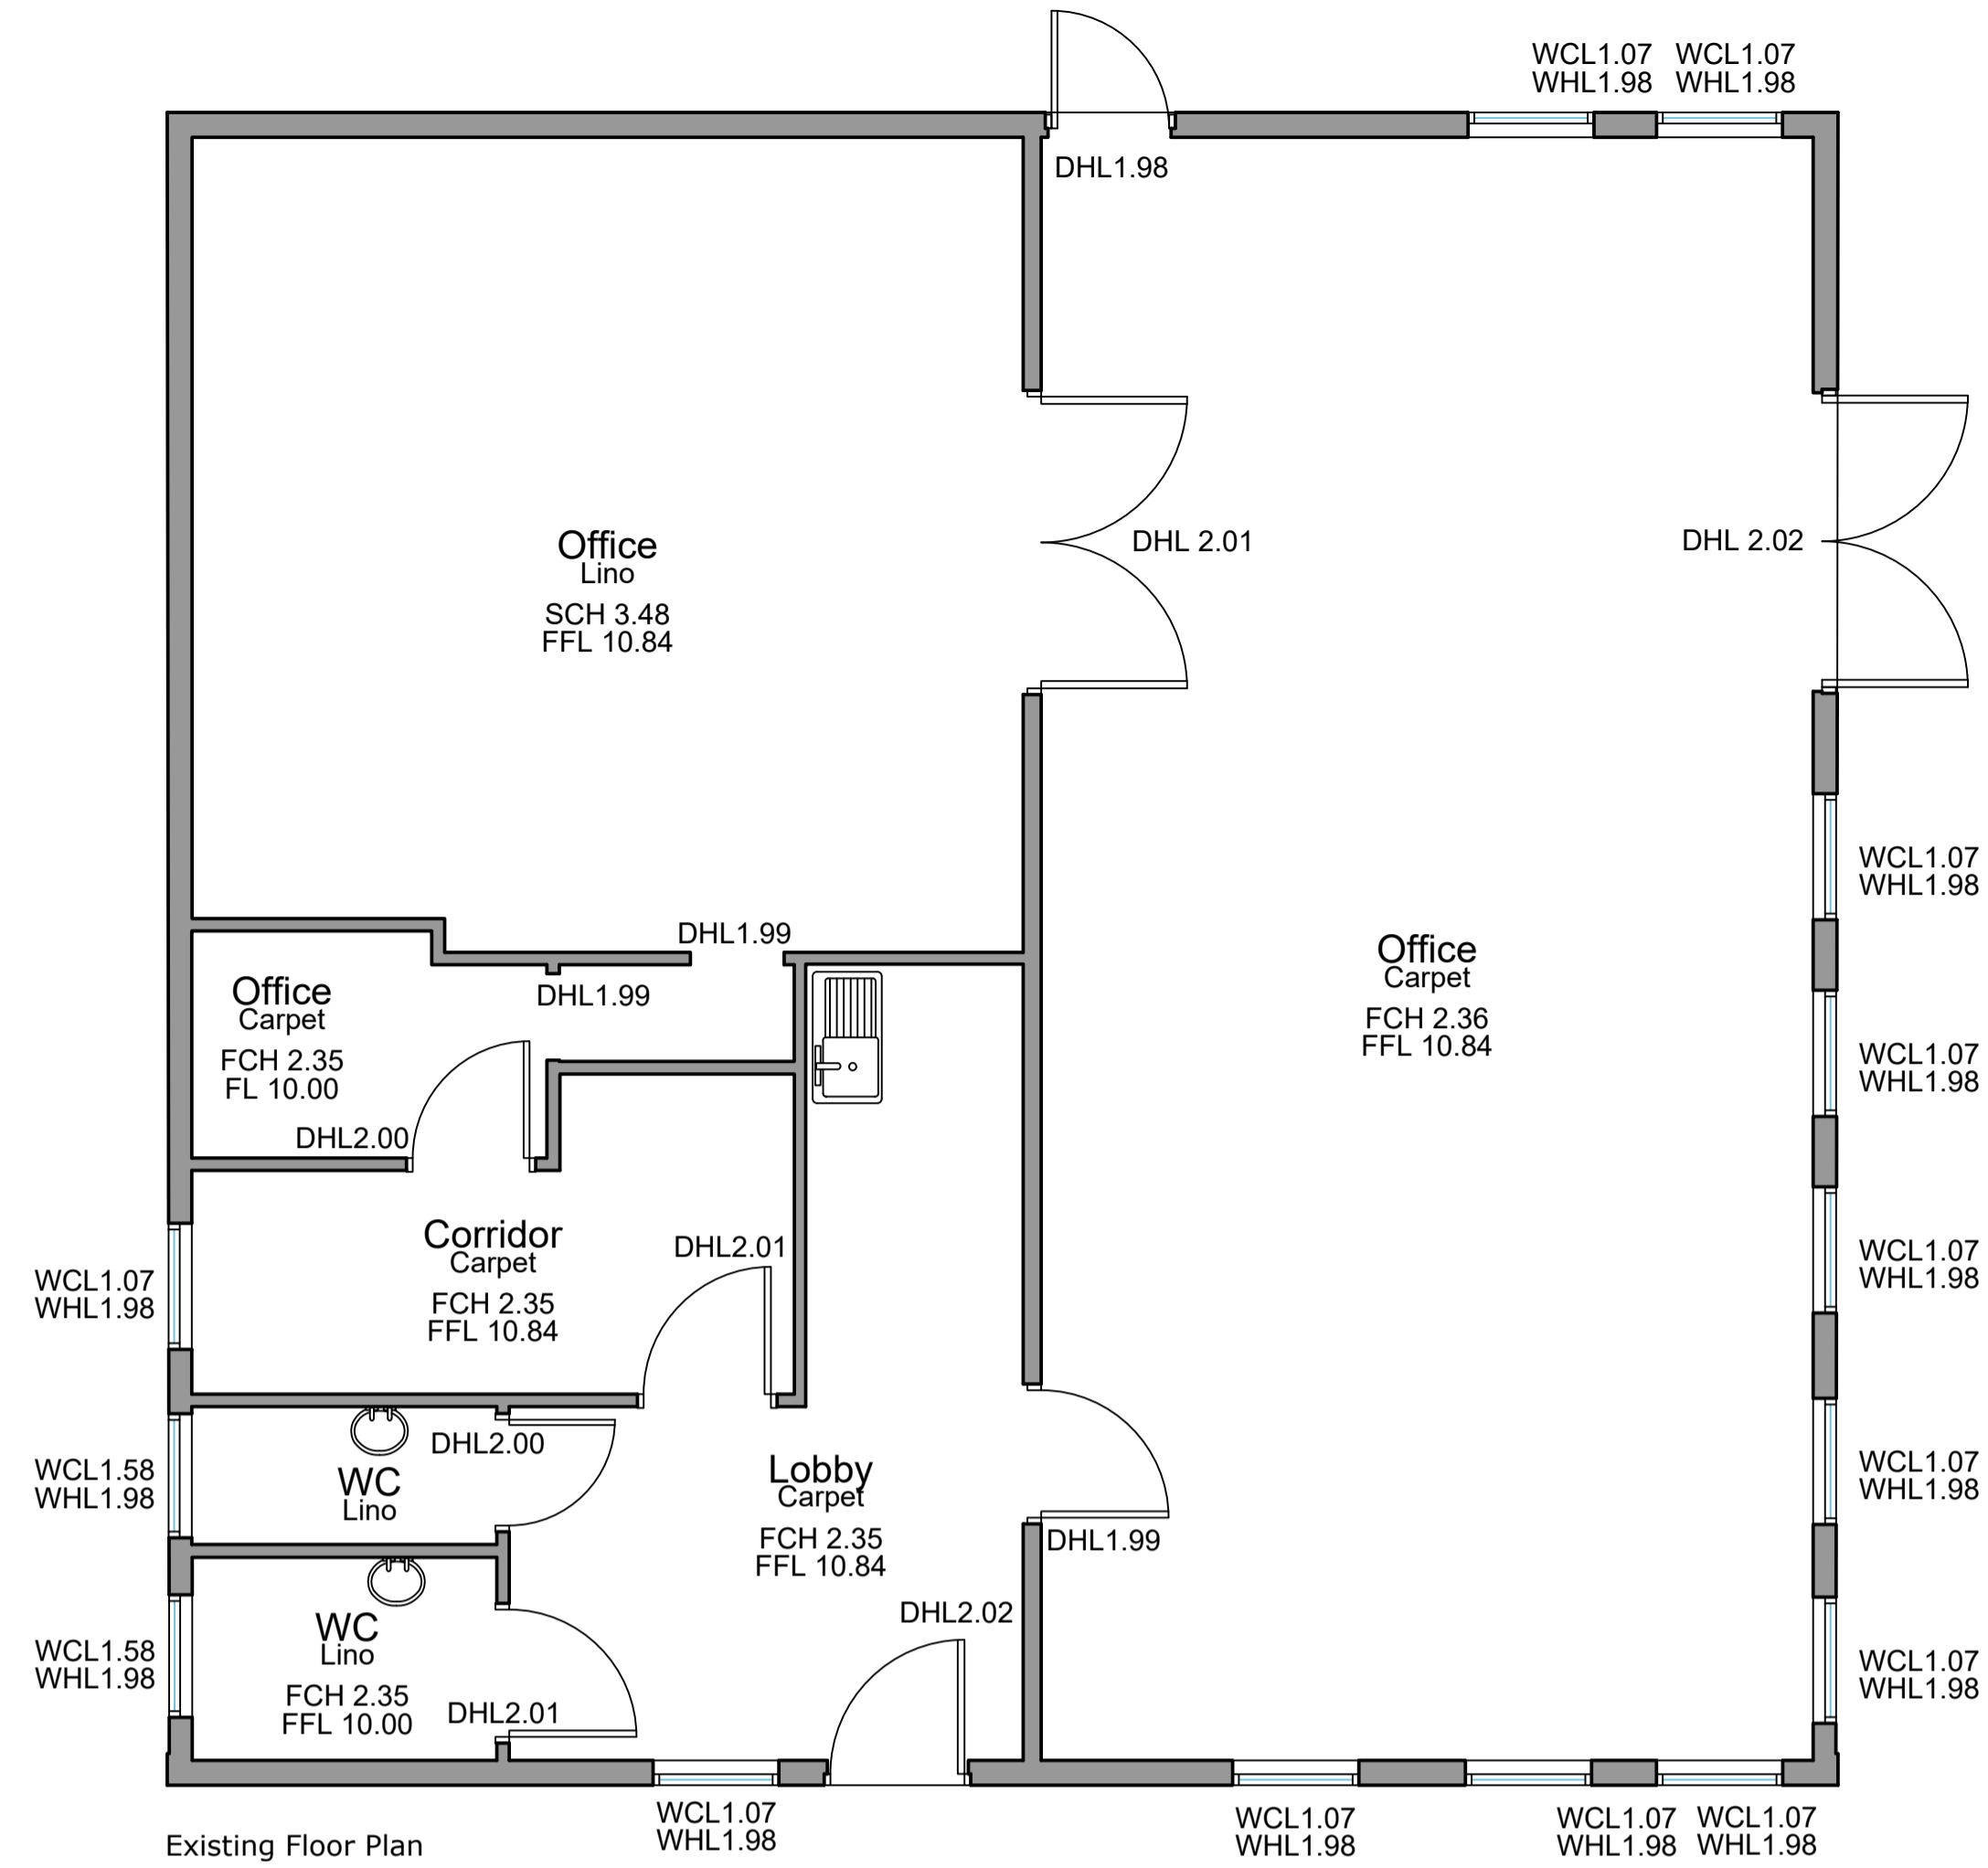 WCL1.07
WHL1.98
WCL1.07
WHL1.98
DHL1.98
Office
Lino
SCH 3.48
FFL 10.84
DHL 2.01
DHL 2.02
WCL1.07
WHL1.98
DHL1.99
Office
Carpet
FCH 2.36
FFL 10.84
Office
Carpet
FCH 2.35
FL 10.00
DHL1.99
WCL1.07
WHL1.98
DHL2.00
Corridor
Carpet
FCH 2.35
FFL 10.84
DHL2.01
WCL1.07
WHL1.98
WCL1.07
WHL1.98
DHL2.00
WC
Lino
WCL1.58
WHL1.98
Lobby
Carpet
FCH 2.35
FFL 10.84
DHL1.99
WCL1.07
WHL1.98
WC
Lino
FCH 2.35
FFL 10.00
WCL1.58
WHL1.98
DHL2.01
DHL2.02
WCL1.07
WHL1.98
WCL1.07
WHL1.98
WCL1.07
WHL1.98
WCL1.07
WHL1.98
WCL1.07
WHL1.98
Existing Floor Plan